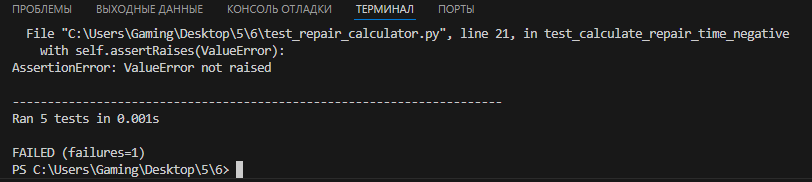 ПРОБЛЕМЫ ВЫХОДНЫЕ ДАННЫЕ КОНСОЛЬ ОТЛАДКИ ТЕРМИНАЛ ПОРТЫ
File "C:\Users\Gaming\Desktop\5\6\test_repair_calculator.py", line 21, in test_calculate_repair_time_negative
with self.assertRaises(ValueError):
AssertionError: ValueError not raised
----------------------------------------------------------------------
Ran 5 tests in 0.001s
FAILED (failures=1)
PS C:\Users\Gaming\Desktop\5\6>